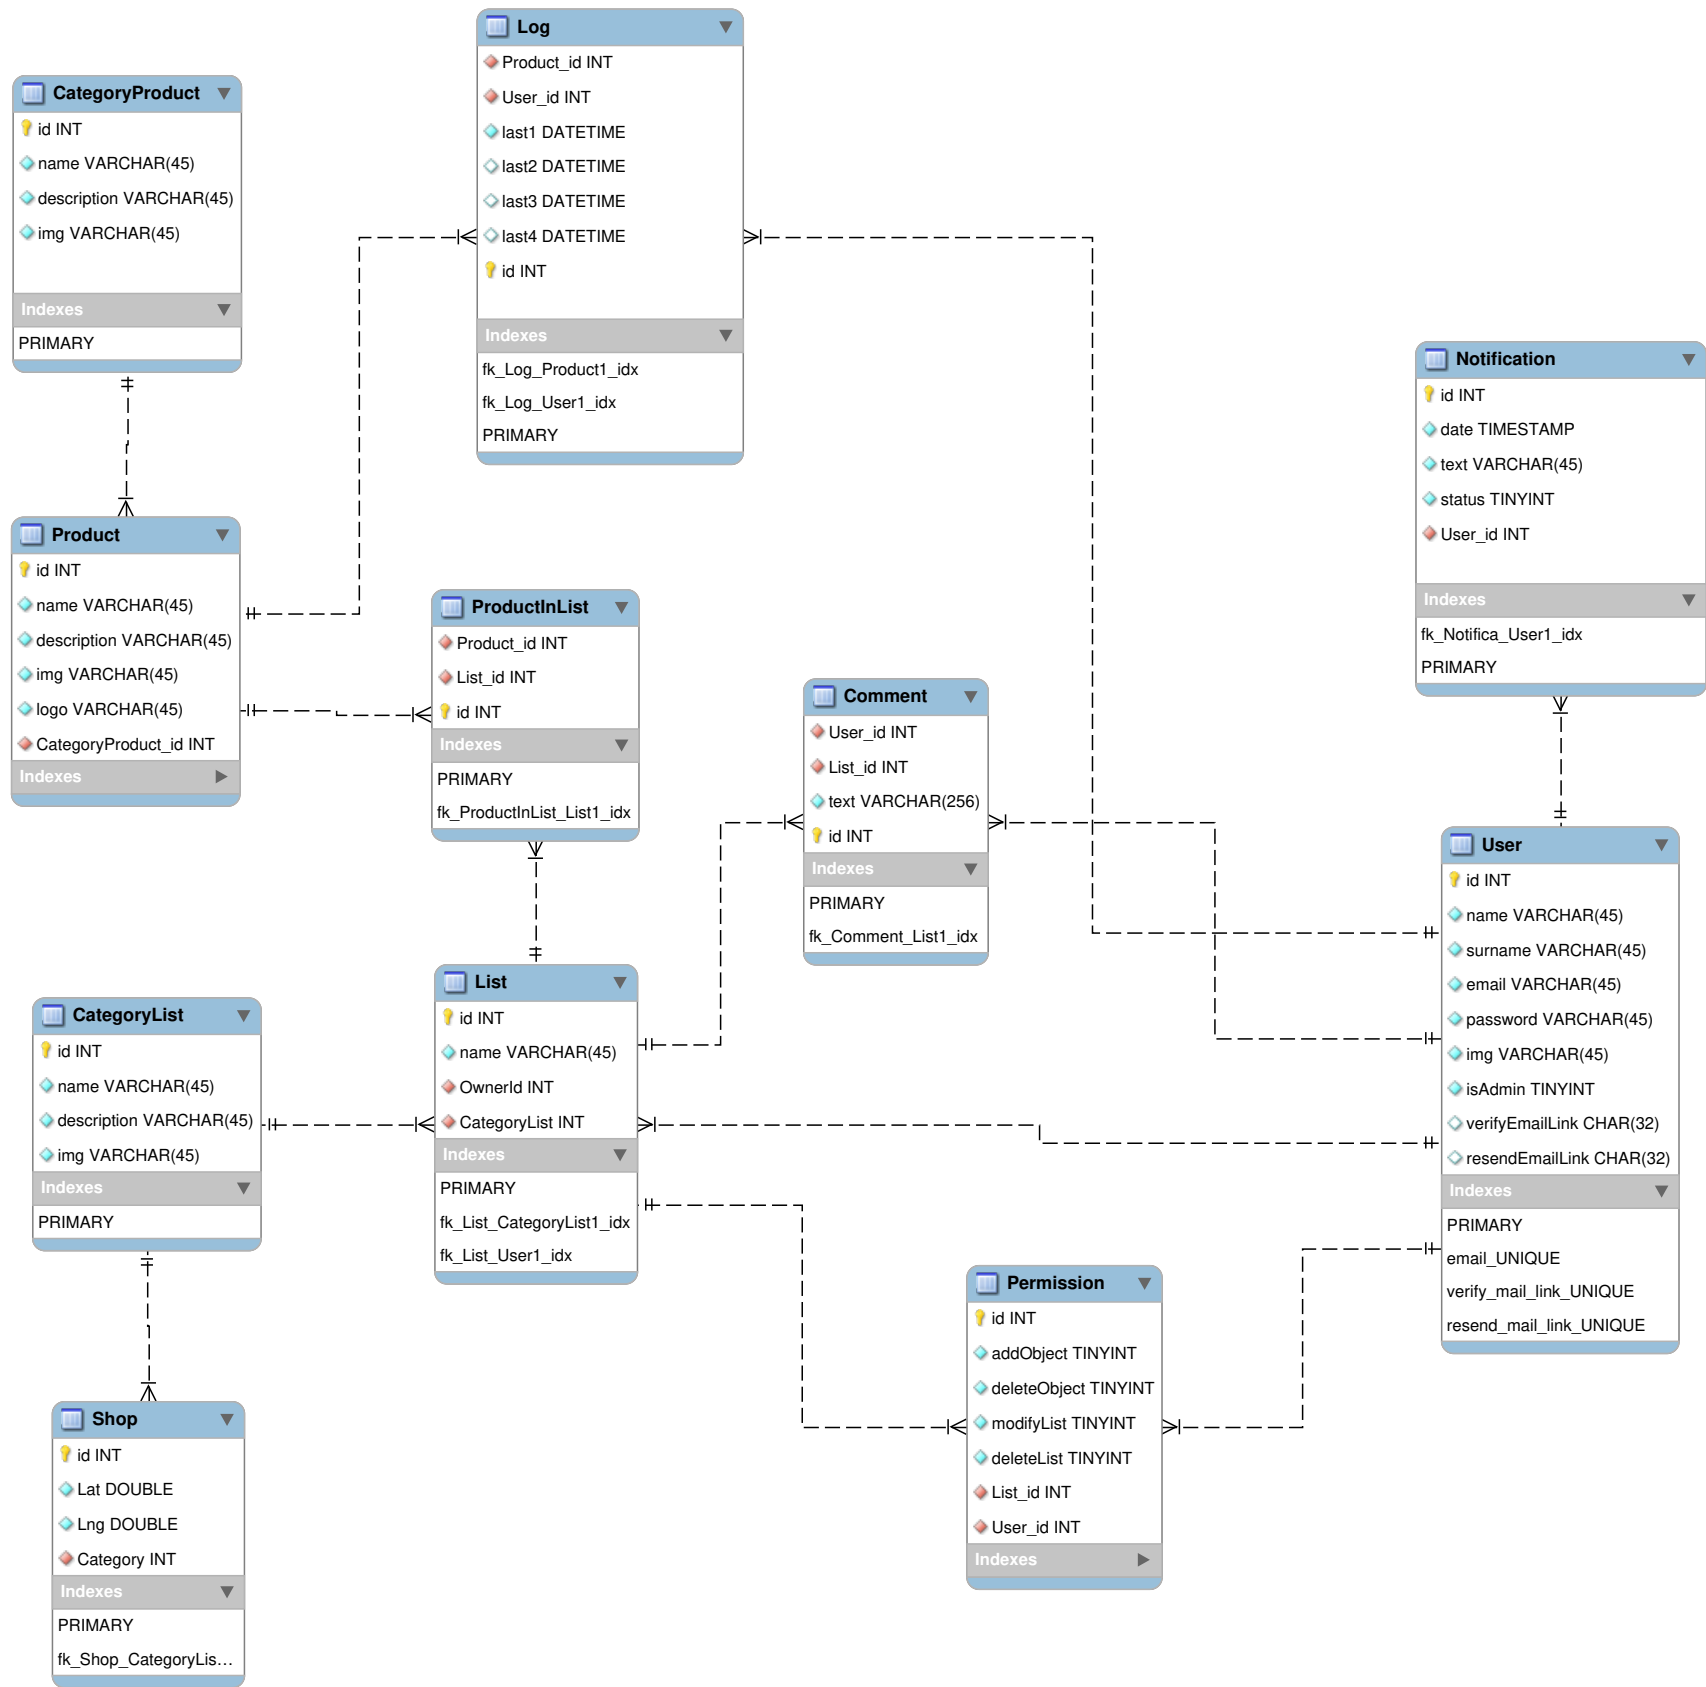 Log
Product_id INT
User_id INT
last1 DATETIME
last2 DATETIME
last3 DATETIME
last4 DATETIME
id INT
Indexes
fk_Log_Product1_idx
fk_Log_User1_idx
PRIMARY
CategoryProduct
id INT
name VARCHAR(45)
description VARCHAR(45)
img VARCHAR(45)
Indexes
PRIMARY
Notification
id INT
date TIMESTAMP
text VARCHAR(45)
status TINYINT
User_id INT
Indexes
fk_Notifica_User1_idx
PRIMARY
Product
id INT
name VARCHAR(45)
description VARCHAR(45)
img VARCHAR(45)
logo VARCHAR(45)
CategoryProduct_id INT
Indexes
ProductInList
Product_id INT
List_id INT
id INT
Indexes
PRIMARY
fk_ProductInList_List1_idx
Comment
User_id INT
List_id INT
text VARCHAR(256)
id INT
Indexes
PRIMARY
fk_Comment_List1_idx
User
id INT
name VARCHAR(45)
surname VARCHAR(45)
email VARCHAR(45)
password VARCHAR(45)
img VARCHAR(45)
isAdmin TINYINT
verifyEmailLink CHAR(32)
resendEmailLink CHAR(32)
Indexes
PRIMARY
email_UNIQUE
verify_mail_link_UNIQUE
resend_mail_link_UNIQUE
List
id INT
name VARCHAR(45)
OwnerId INT
CategoryList INT
Indexes
PRIMARY
fk_List_CategoryList1_idx
fk_List_User1_idx
CategoryList
id INT
name VARCHAR(45)
description VARCHAR(45)
img VARCHAR(45)
Indexes
PRIMARY
Permission
id INT
addObject TINYINT
deleteObject TINYINT
modifyList TINYINT
deleteList TINYINT
List_id INT
User_id INT
Indexes
Shop
id INT
Lat DOUBLE
Lng DOUBLE
Category INT
Indexes
PRIMARY
fk_Shop_CategoryLis...